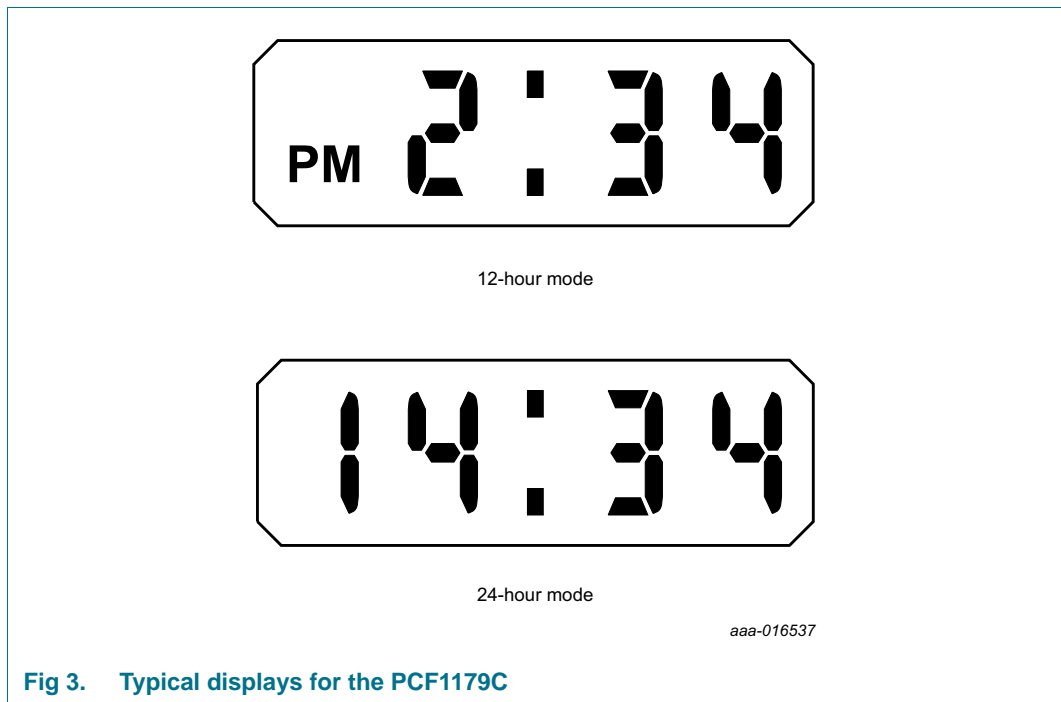 PM 2:34
12-hour mode
14:34
24-hour mode
aaa-016537
Fig 3. Typical displays for the PCF1179C